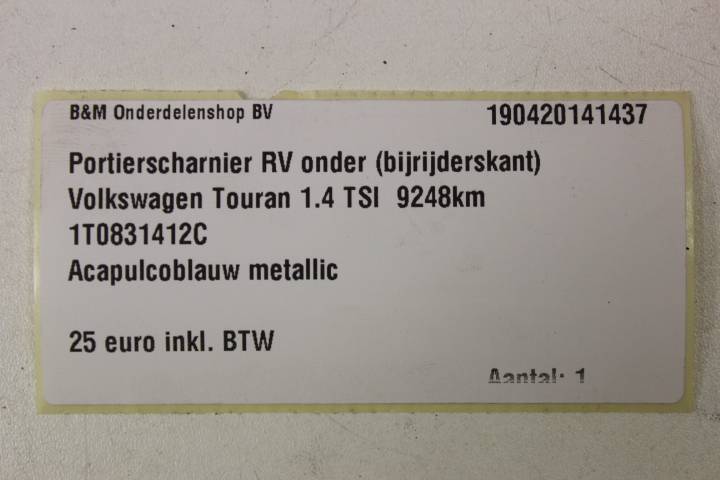 B&M Onderdelenshop BV 190420141437
Portierscharnier RV onder (bijrijderskant)
Volkswagen Touran 1.4 TSI 9248km
1T0831412C
Acapulcoblauw metallic
25 euro inkl. BTW
Aantal: 1